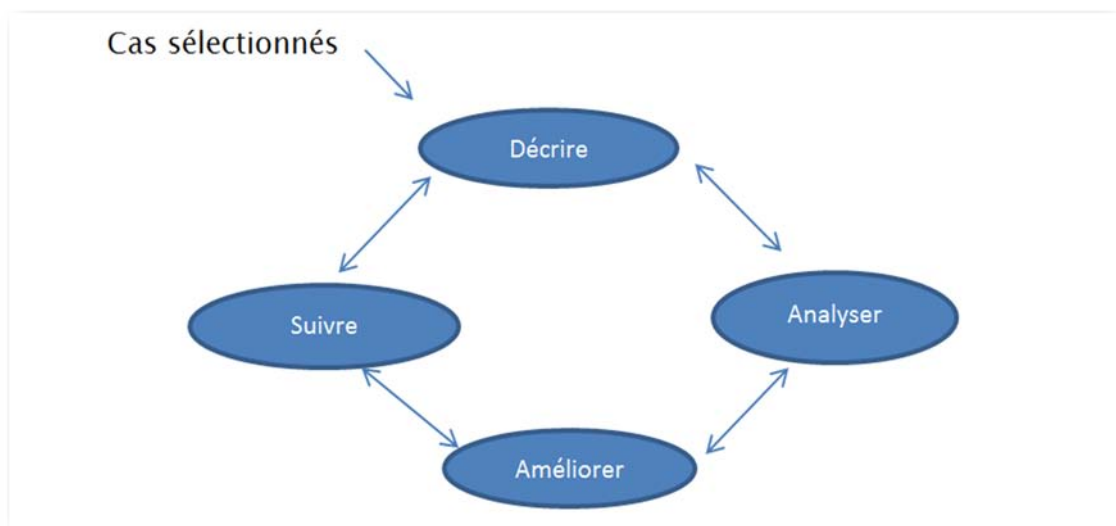 Cas sélectionnés
Décrire
Suivre
Analyser
Améliorer